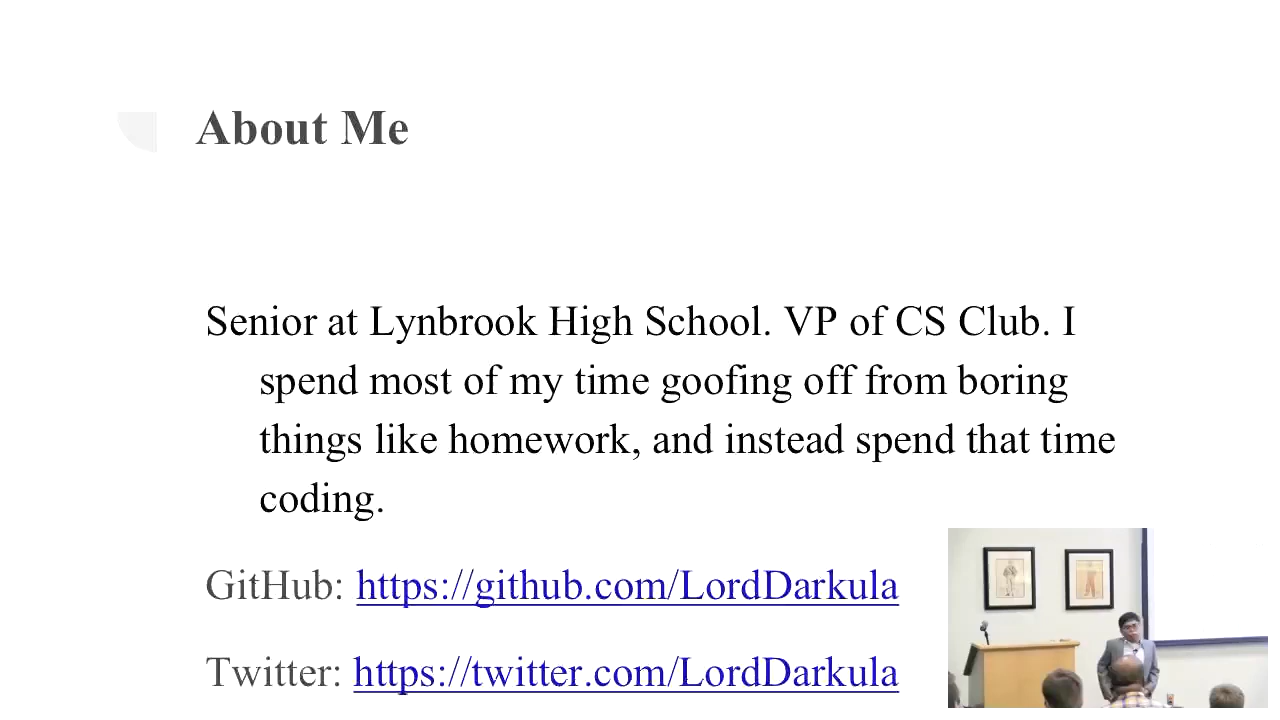 About Me
Senior at Lynbrook High School. VP of CS Club. I
spend most of my time goofing off from boring
things like homework, and instead spend that time
coding.
GitHub: https://github.com/LordDarkula
Twitter: https://twitter.com/LordDarkula